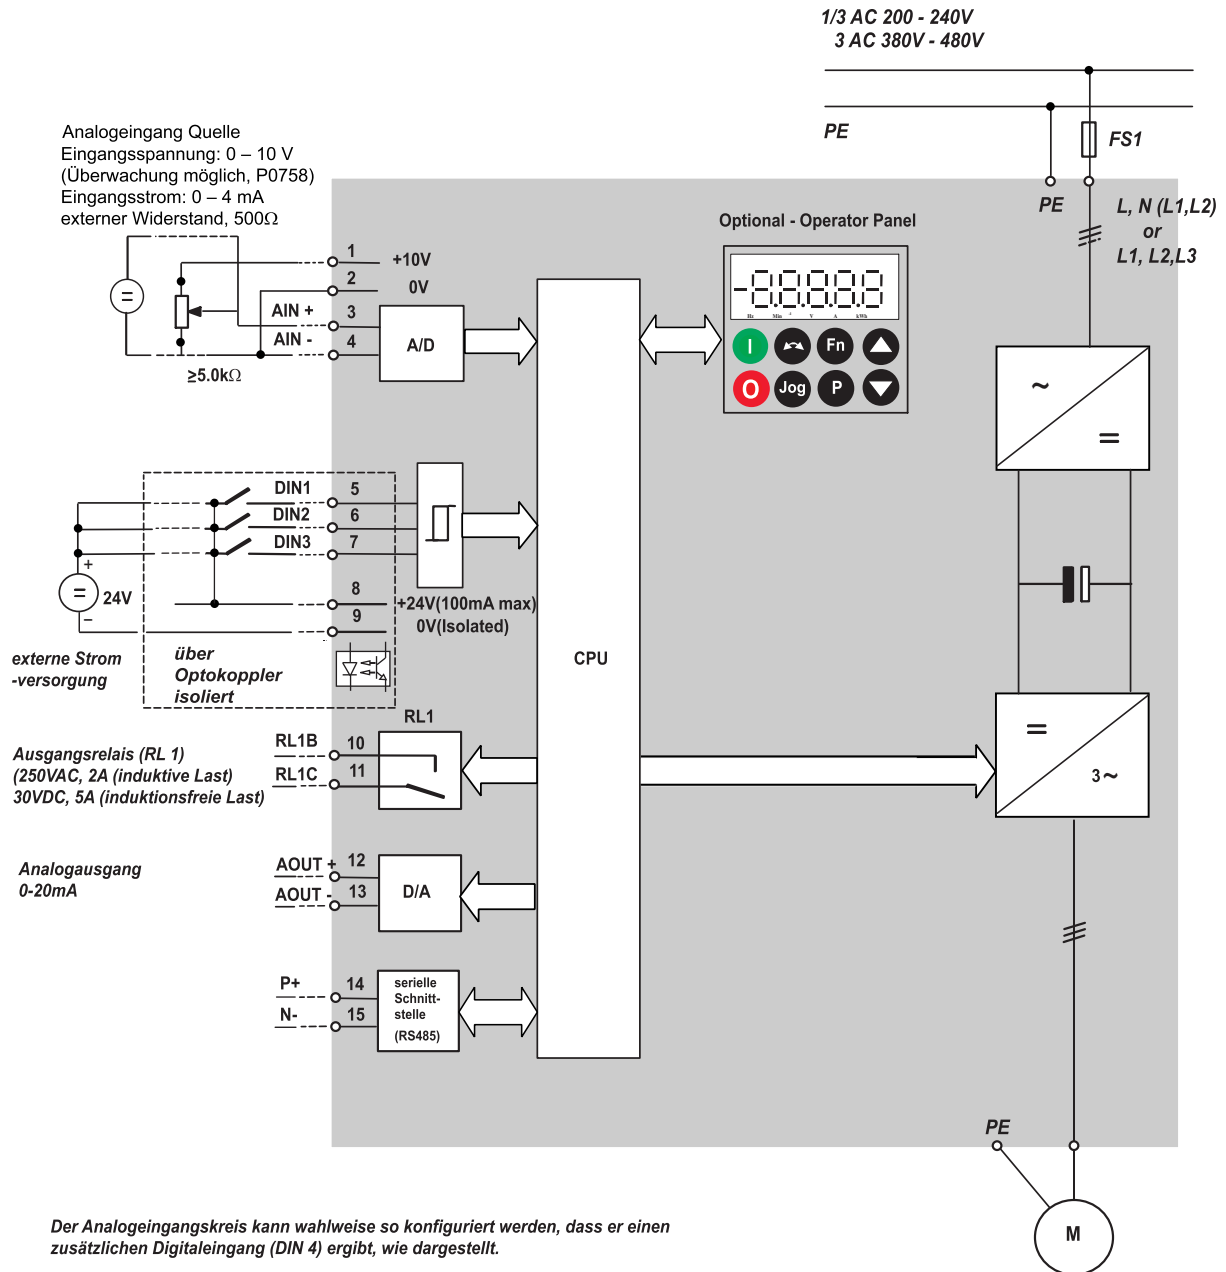 1/3 AC 200 - 240V
3 AC 380V - 480V
PE
FS1
Analogeingang Quelle
Eingangsspannung: 0 – 10 V
(Überwachung möglich, P0758)
Eingangsstrom: 0 – 4 mA
externer Widerstand, 500Ω
PE
L, N (L1,L2)
or
L1, L2,L3
Optional - Operator Panel
1
+10V
2
0V
AIN +
3
AIN -
4
A/D
≥5.0kΩ
Hz Min -1 V A kWh
I
Fn
O
Jog
P
~
=
DIN1
5
DIN2
6
DIN3
7
+
=
24V
–
8
+24V(100mA max)
9
0V(Isolated)
externe Strom
-versorgung
über
Optokoppler
isoliert
CPU
RL1
Ausgangsrelais (RL 1)
(250VAC, 2A (induktive Last)
30VDC, 5A (induktionsfreie Last)
RL1B
10
RL1C
11
=
3~
Analogausgang
0-20mA
AOUT +
12
AOUT -
13
D/A
P+
14
N-
15
serielle
Schnitt-
stelle
(RS485)
PE
M
Der Analogeingangskreis kann wahlweise so konfiguriert werden, dass er einen
zusätzlichen Digitaleingang (DIN 4) ergibt, wie dargestellt.